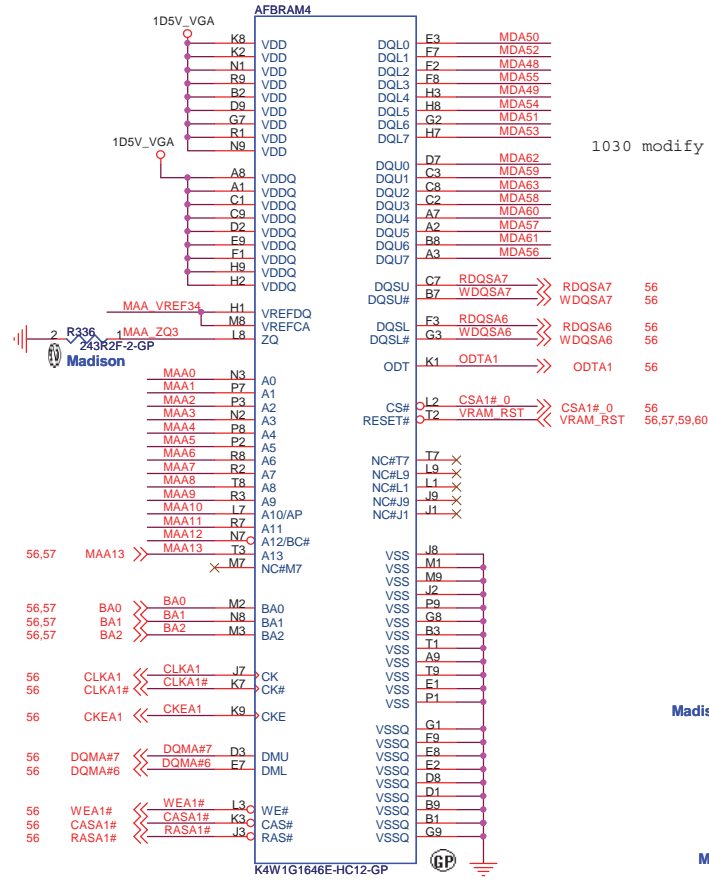 AFBRAM4
1D5V_VGA
K8 VDD
K2 VDD
N1 VDD
R9 VDD
B2 VDD
D9 VDD
G7 VDD
R1 VDD
N9 VDD
1D5V_VGA
A8 VDDQ
A1 VDDQ
C1 VDDQ
C9 VDDQ
D2 VDDQ
E9 VDDQ
F1 VDDQ
H9 VDDQ
H2 VDDQ
MAA_VREF34 H1 VREFDQ
M8 VREFCA
2 R336 1 MAA_ZQ3 L8 ZQ
243R2F-2-GP
Madison
MAA0 N3 A0
MAA1 P7 A1
MAA2 P3 A2
MAA3 N2 A3
MAA4 P8 A4
MAA5 P2 A5
MAA6 R8 A6
MAA7 R2 A7
MAA8 T8 A8
MAA9 R3 A9
MAA10 L7 A10/AP
MAA11 R7 A11
MAA12 N7 A12/BC#
56,57 MAA13 MAA13 T3 A13
M7 NC#M7
56,57 BA0 BA0 M2 BA0
56,57 BA1 BA1 N8 BA1
56,57 BA2 BA2 M3 BA2
56 CLKA1 CLKA1 J7 CK
56 CLKA1# CLKA1# K7 CK#
56 CKEA1 CKEA1 K9 CKE
56 DQMA#7 DQMA#7 D3 DMU
56 DQMA#6 DQMA#6 E7 DML
56 WEA1# WEA1# L3 WE#
56 CASA1# CASA1# K3 CAS#
56 RASA1# RASA1# J3 RAS#
DQL0 E3 MDA50
DQL1 F7 MDA52
DQL2 F2 MDA48
DQL3 F8 MDA55
DQL4 H3 MDA49
DQL5 H8 MDA54
DQL6 G2 MDA51
DQL7 H7 MDA53
1030 modify
DQU0 D7 MDA62
DQU1 C3 MDA59
DQU2 C8 MDA63
DQU3 C2 MDA58
DQU4 A7 MDA60
DQU5 A2 MDA57
DQU6 B8 MDA61
DQU7 A3 MDA56
DQSU C7 RDQSA7 RDQSA7 56
DQSU# B7 WDQSA7 WDQSA7 56
DQSL F3 RDQSA6 RDQSA6 56
DQSL# G3 WDQSA6 WDQSA6 56
ODT K1 ODTA1 ODTA1 56
CS# L2 CSA1#_0 CSA1#_0 56
RESET# T2 VRAM_RST VRAM_RST 56,57,59,60
NC#T7 T7
NC#L9 L9
NC#L1 L1
NC#J9 J9
NC#J1 J1
VSS J8
VSS M1
VSS M9
VSS J2
VSS P9
VSS G8
VSS B3
VSS T1
VSS A9
VSS T9
VSS E1
VSS P1
Madis
VSSQ G1
VSSQ F9
VSSQ E8
VSSQ E2
VSSQ D8
VSSQ D1
VSSQ B9
VSSQ B1
VSSQ G9
K4W1G1646E-HC12-GP
GP
M